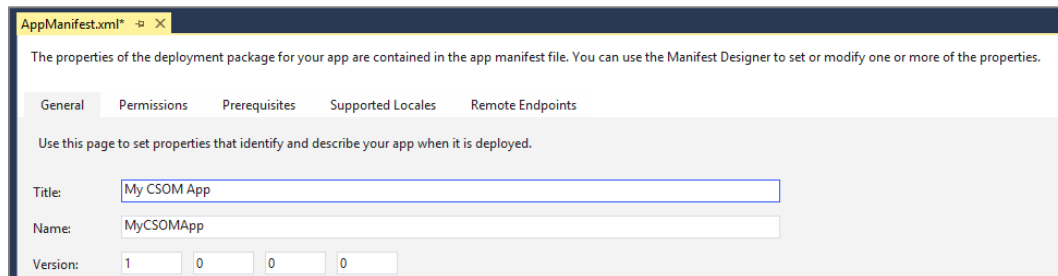 AppManifest.xml*
The properties of the deployment package for your app are contained in the app manifest file. You can use the Manifest Designer to set or modify one or more of the properties.
General Permissions Prerequisites Supported Locales Remote Endpoints
Use this page to set properties that identify and describe your app when it is deployed.
Title: My CSOM App
Name: MyCSOMApp
Version: 1 0 0 0